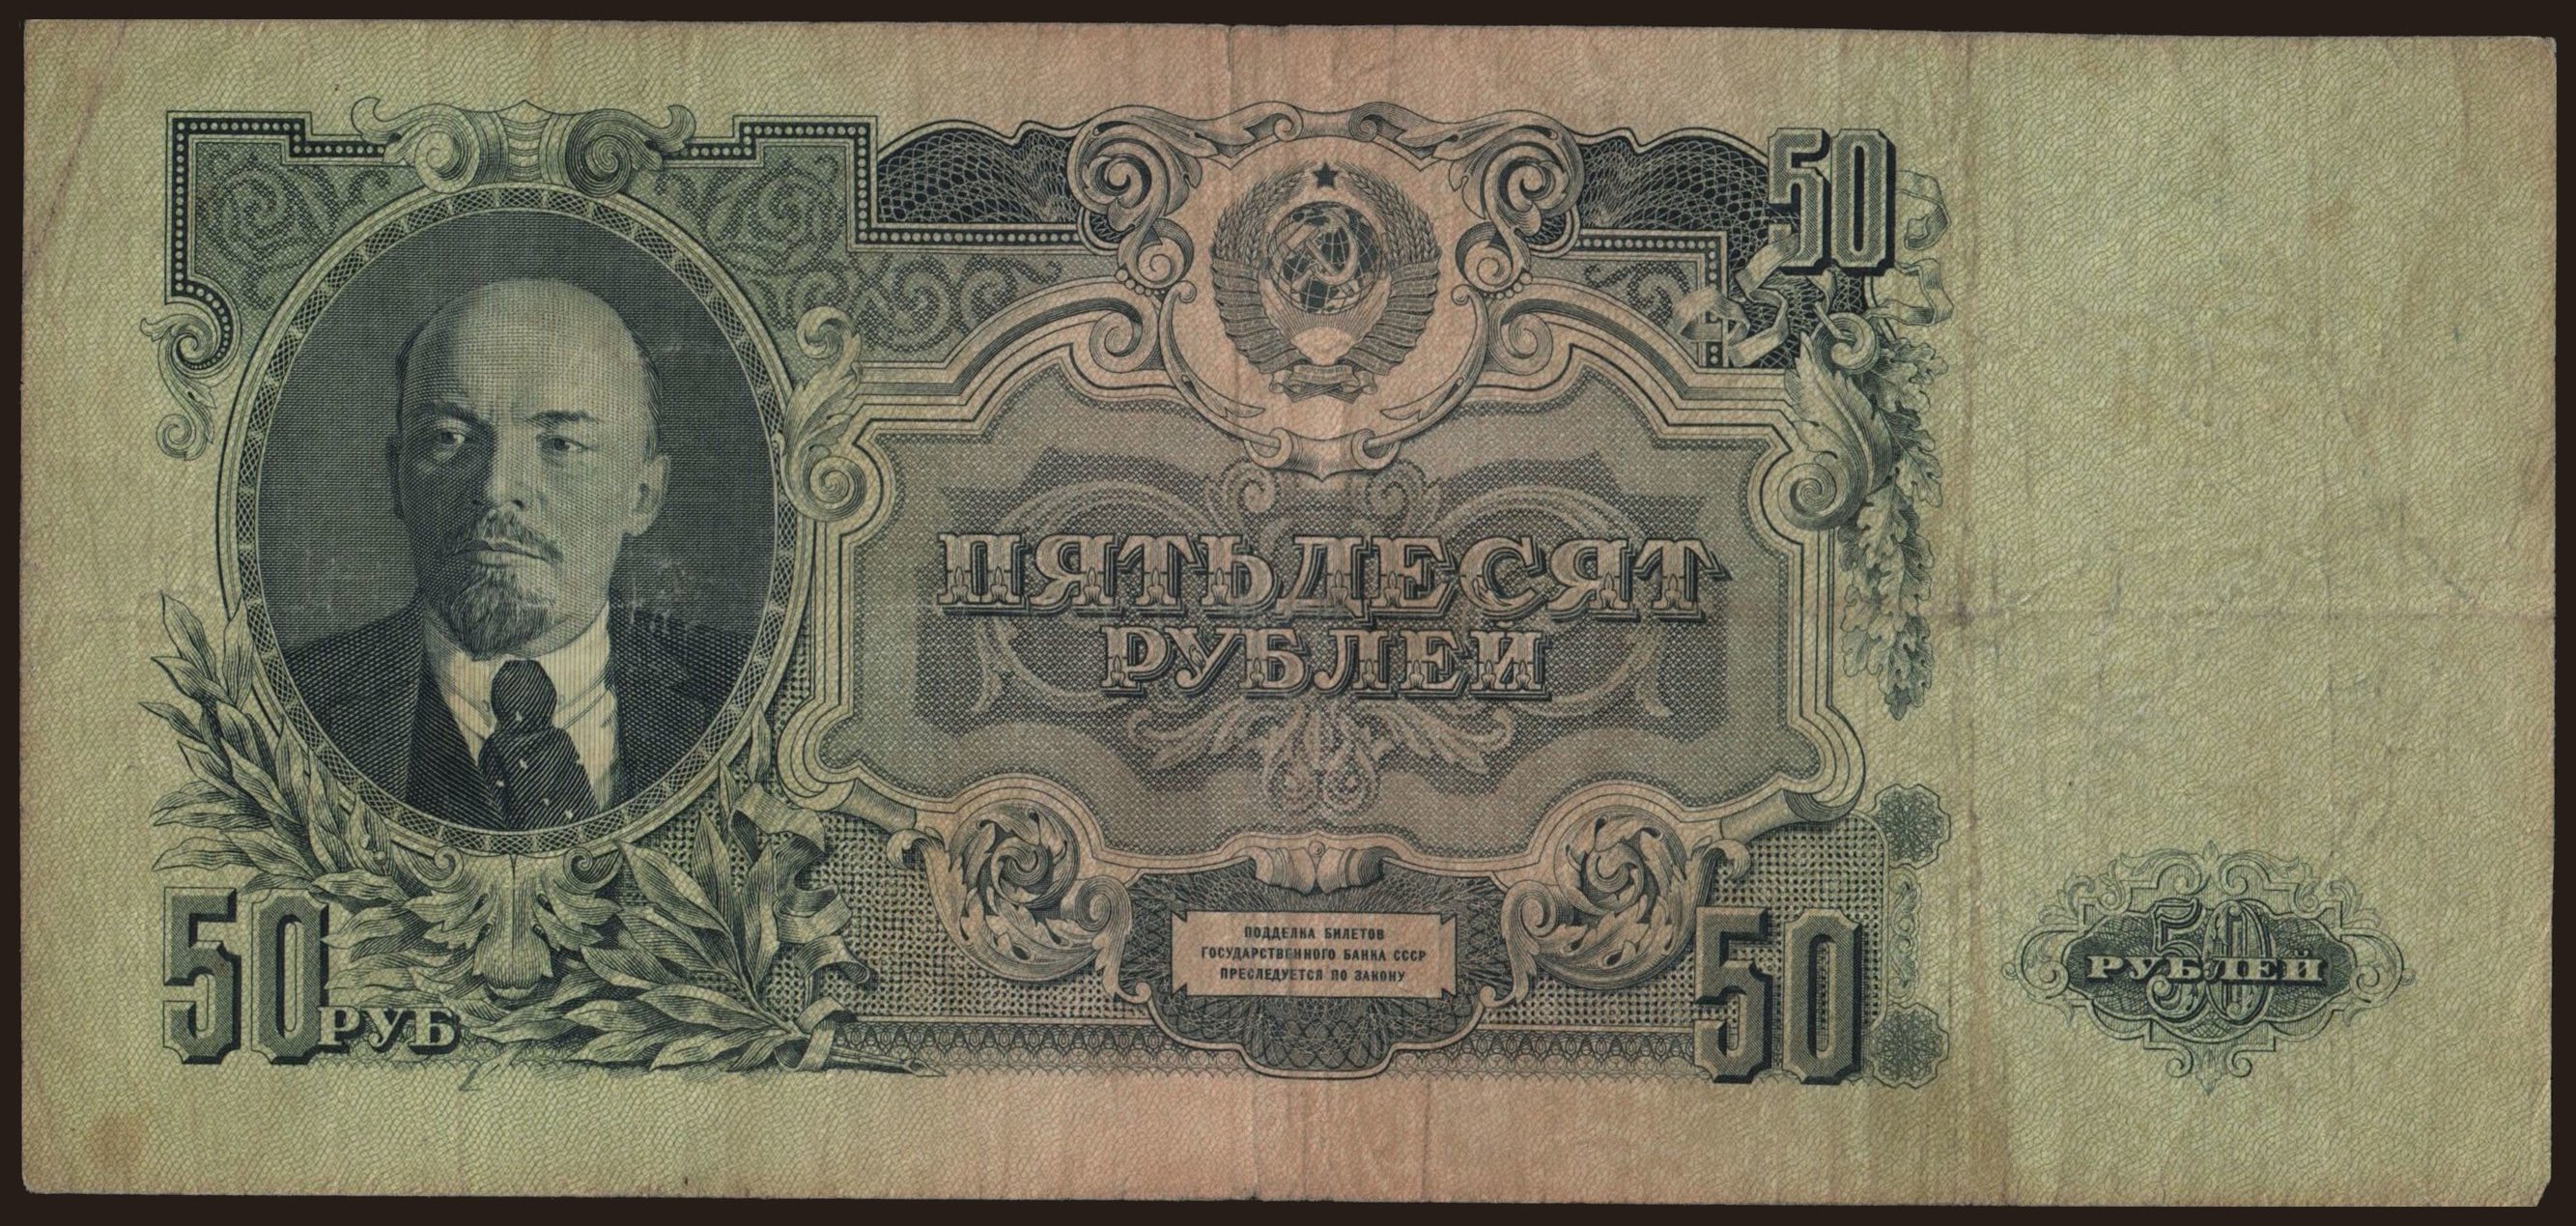 50
ПЯТЬДЕСЯТ
РУБЛЕЙ
50 РУБ
ПОДДЕЛКА БИЛЕТОВ
ГОСУДАРСТВЕННОГО БАНКА СССР
ПРЕСЛЕДУЕТСЯ ПО ЗАКОНУ
50
50
РУБЛЕЙ